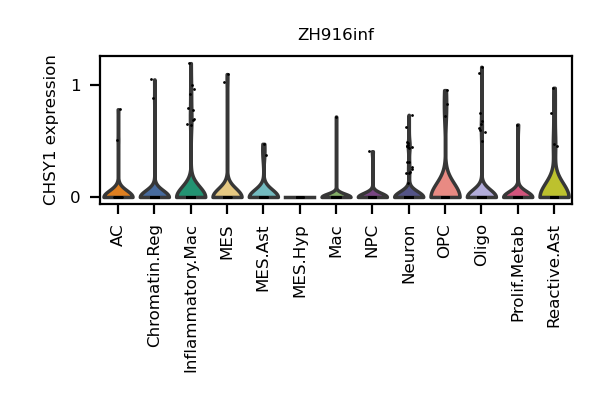 ZH916inf
CHSY1 expression
1
0
AC
Chromatin.Reg
Inflammatory.Mac
MES
MES.Ast
MES.Hyp
Mac
NPC
Neuron
OPC
Oligo
Prolif.Metab
Reactive.Ast